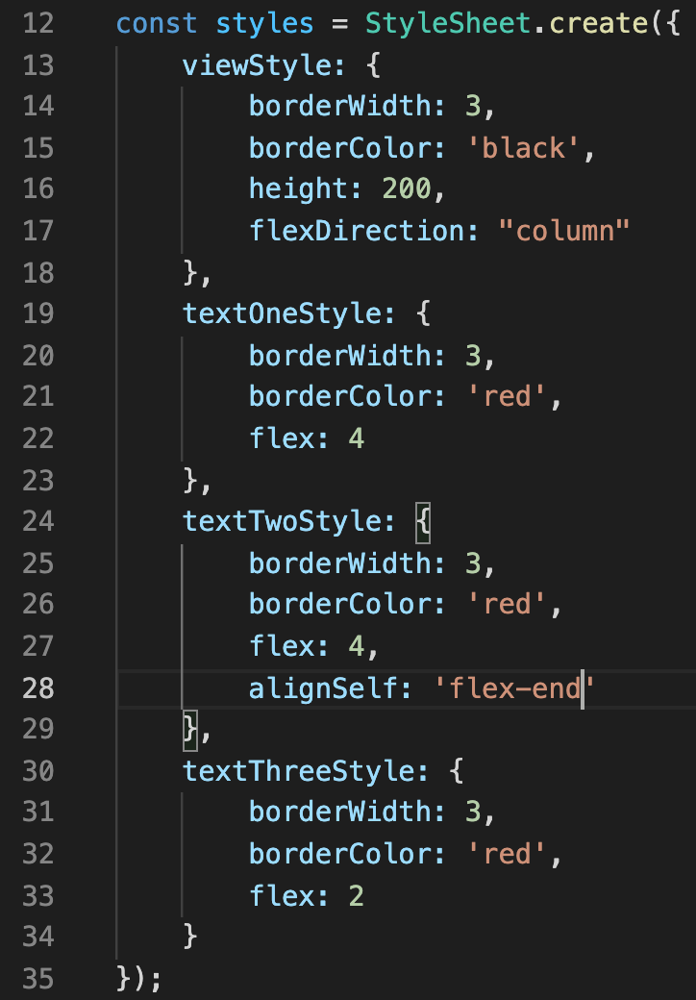 12 const styles = StyleSheet.create({
13     viewStyle: {
14         borderWidth: 3,
15         borderColor: 'black',
16         height: 200,
17         flexDirection: "column"
18     },
19     textOneStyle: {
20         borderWidth: 3,
21         borderColor: 'red',
22         flex: 4
23     },
24     textTwoStyle: {
25         borderWidth: 3,
26         borderColor: 'red',
27         flex: 4,
28         alignSelf: 'flex-end'
29     },
30     textThreeStyle: {
31         borderWidth: 3,
32         borderColor: 'red',
33         flex: 2
34     }
35 });